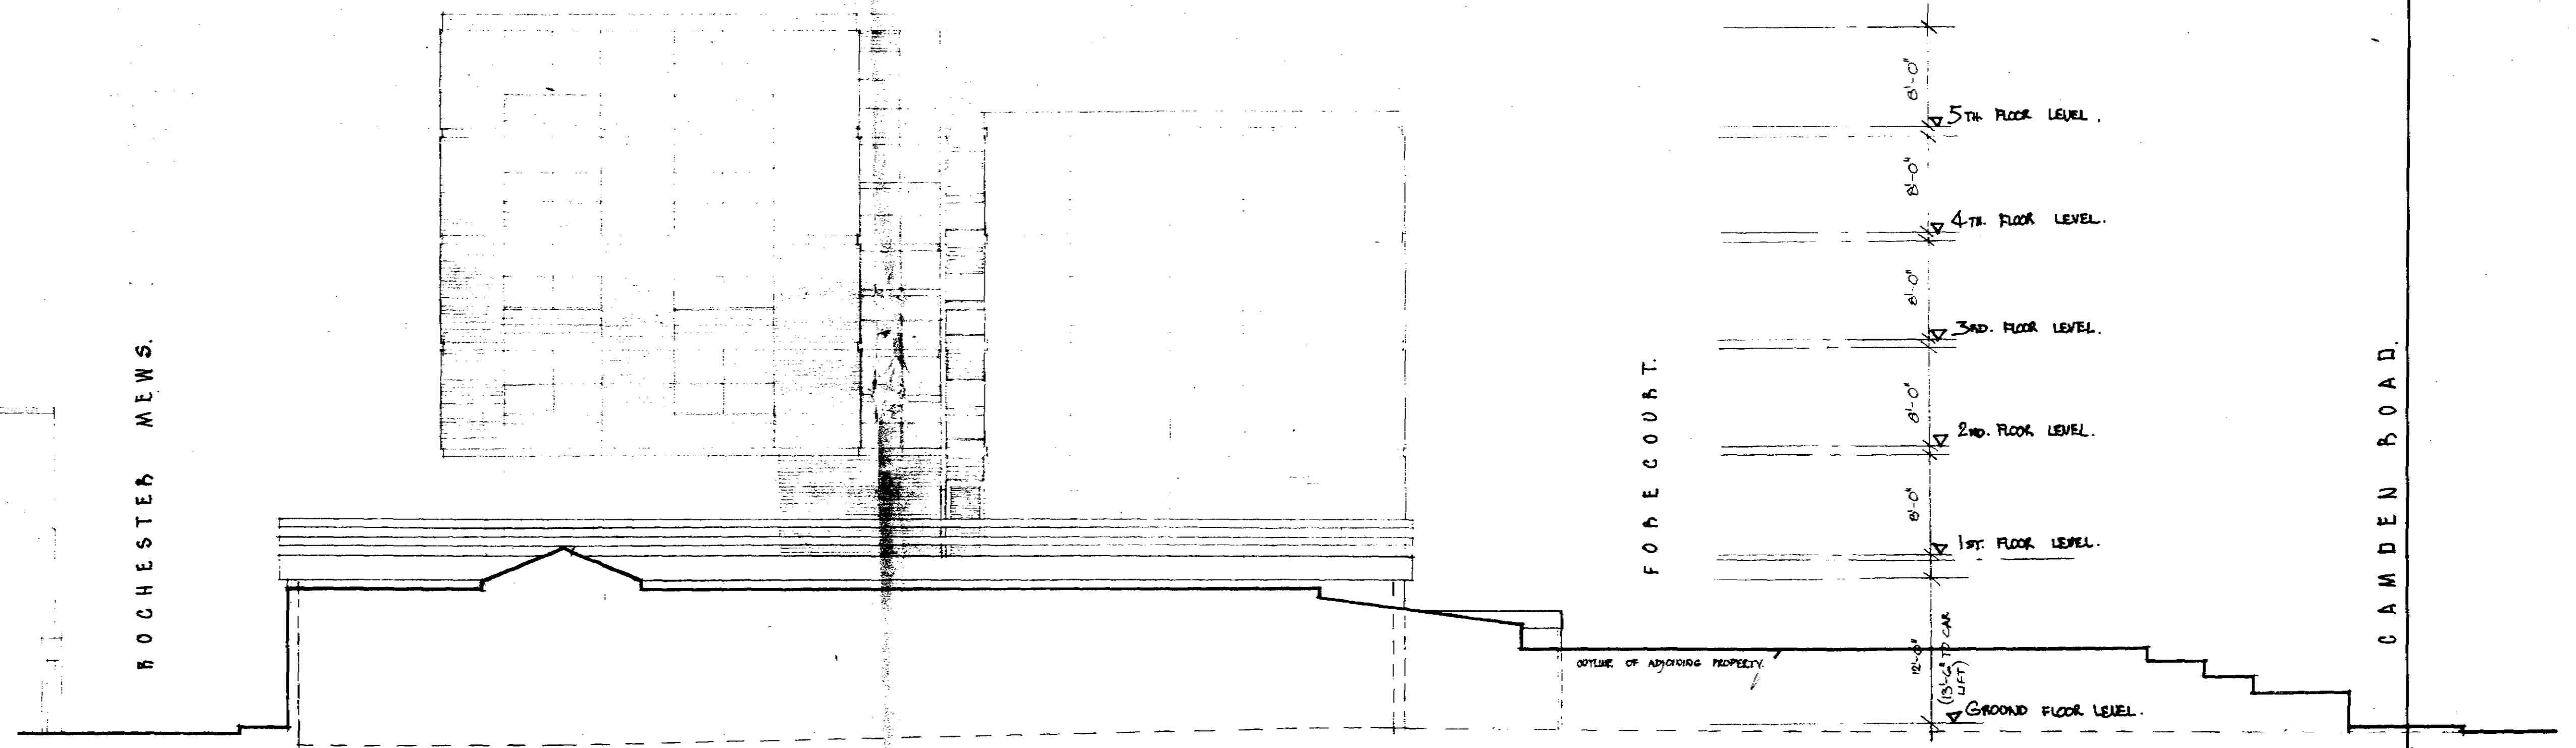 ROCHESTER MEWS.
FORE COURT.
CAMDEN ROAD.
8'-0"
5TH. FLOOR LEVEL.
8'-0"
4TH. FLOOR LEVEL.
8'-0"
3RD. FLOOR LEVEL.
8'-0"
2ND. FLOOR LEVEL.
8'-0"
1ST. FLOOR LEVEL.
12'-0"
(13'-6" TO CAR
LIFT)
OUTLINE OF ADJOINING PROPERTY.
GROUND FLOOR LEVEL.